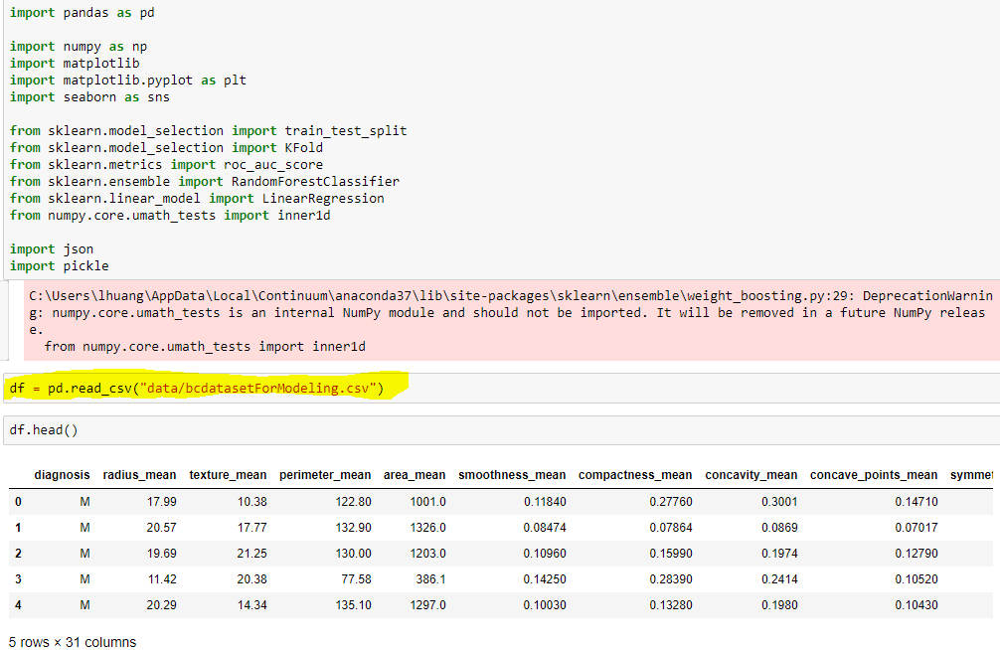 import pandas as pd
import numpy as np
import matplotlib
import matplotlib.pyplot as plt
import seaborn as sns
from sklearn.model_selection import train_test_split
from sklearn.model_selection import KFold
from sklearn.metrics import roc_auc_score
from sklearn.ensemble import RandomForestClassifier
from sklearn.linear_model import LinearRegression
from numpy.core.umath_tests import inner1d
import json
import pickle
C:\Users\lhuang\AppData\Local\Continuum\anaconda37\lib\site-packages\sklearn\ensemble\weight_boosting.py:29: DeprecationWarnin
g: numpy.core.umath_tests is an internal NumPy module and should not be imported. It will be removed in a future NumPy releas
e.
from numpy.core.umath_tests import inner1d
df = pd.read_csv("data/bcdatasetForModeling.csv")
df.head()
diagnosis radius_mean texture_mean perimeter_mean area_mean smoothness_mean compactness_mean concavity_mean concave_points_mean symmet
0 M 17.99 10.38 122.80 1001.0 0.11840 0.27760 0.3001 0.14710
1 M 20.57 17.77 132.90 1326.0 0.08474 0.07864 0.0869 0.07017
2 M 19.69 21.25 130.00 1203.0 0.10960 0.15990 0.1974 0.12790
3 M 11.42 20.38 77.58 386.1 0.14250 0.28390 0.2414 0.10520
4 M 20.29 14.34 135.10 1297.0 0.10030 0.13280 0.1980 0.10430
5 rows × 31 columns